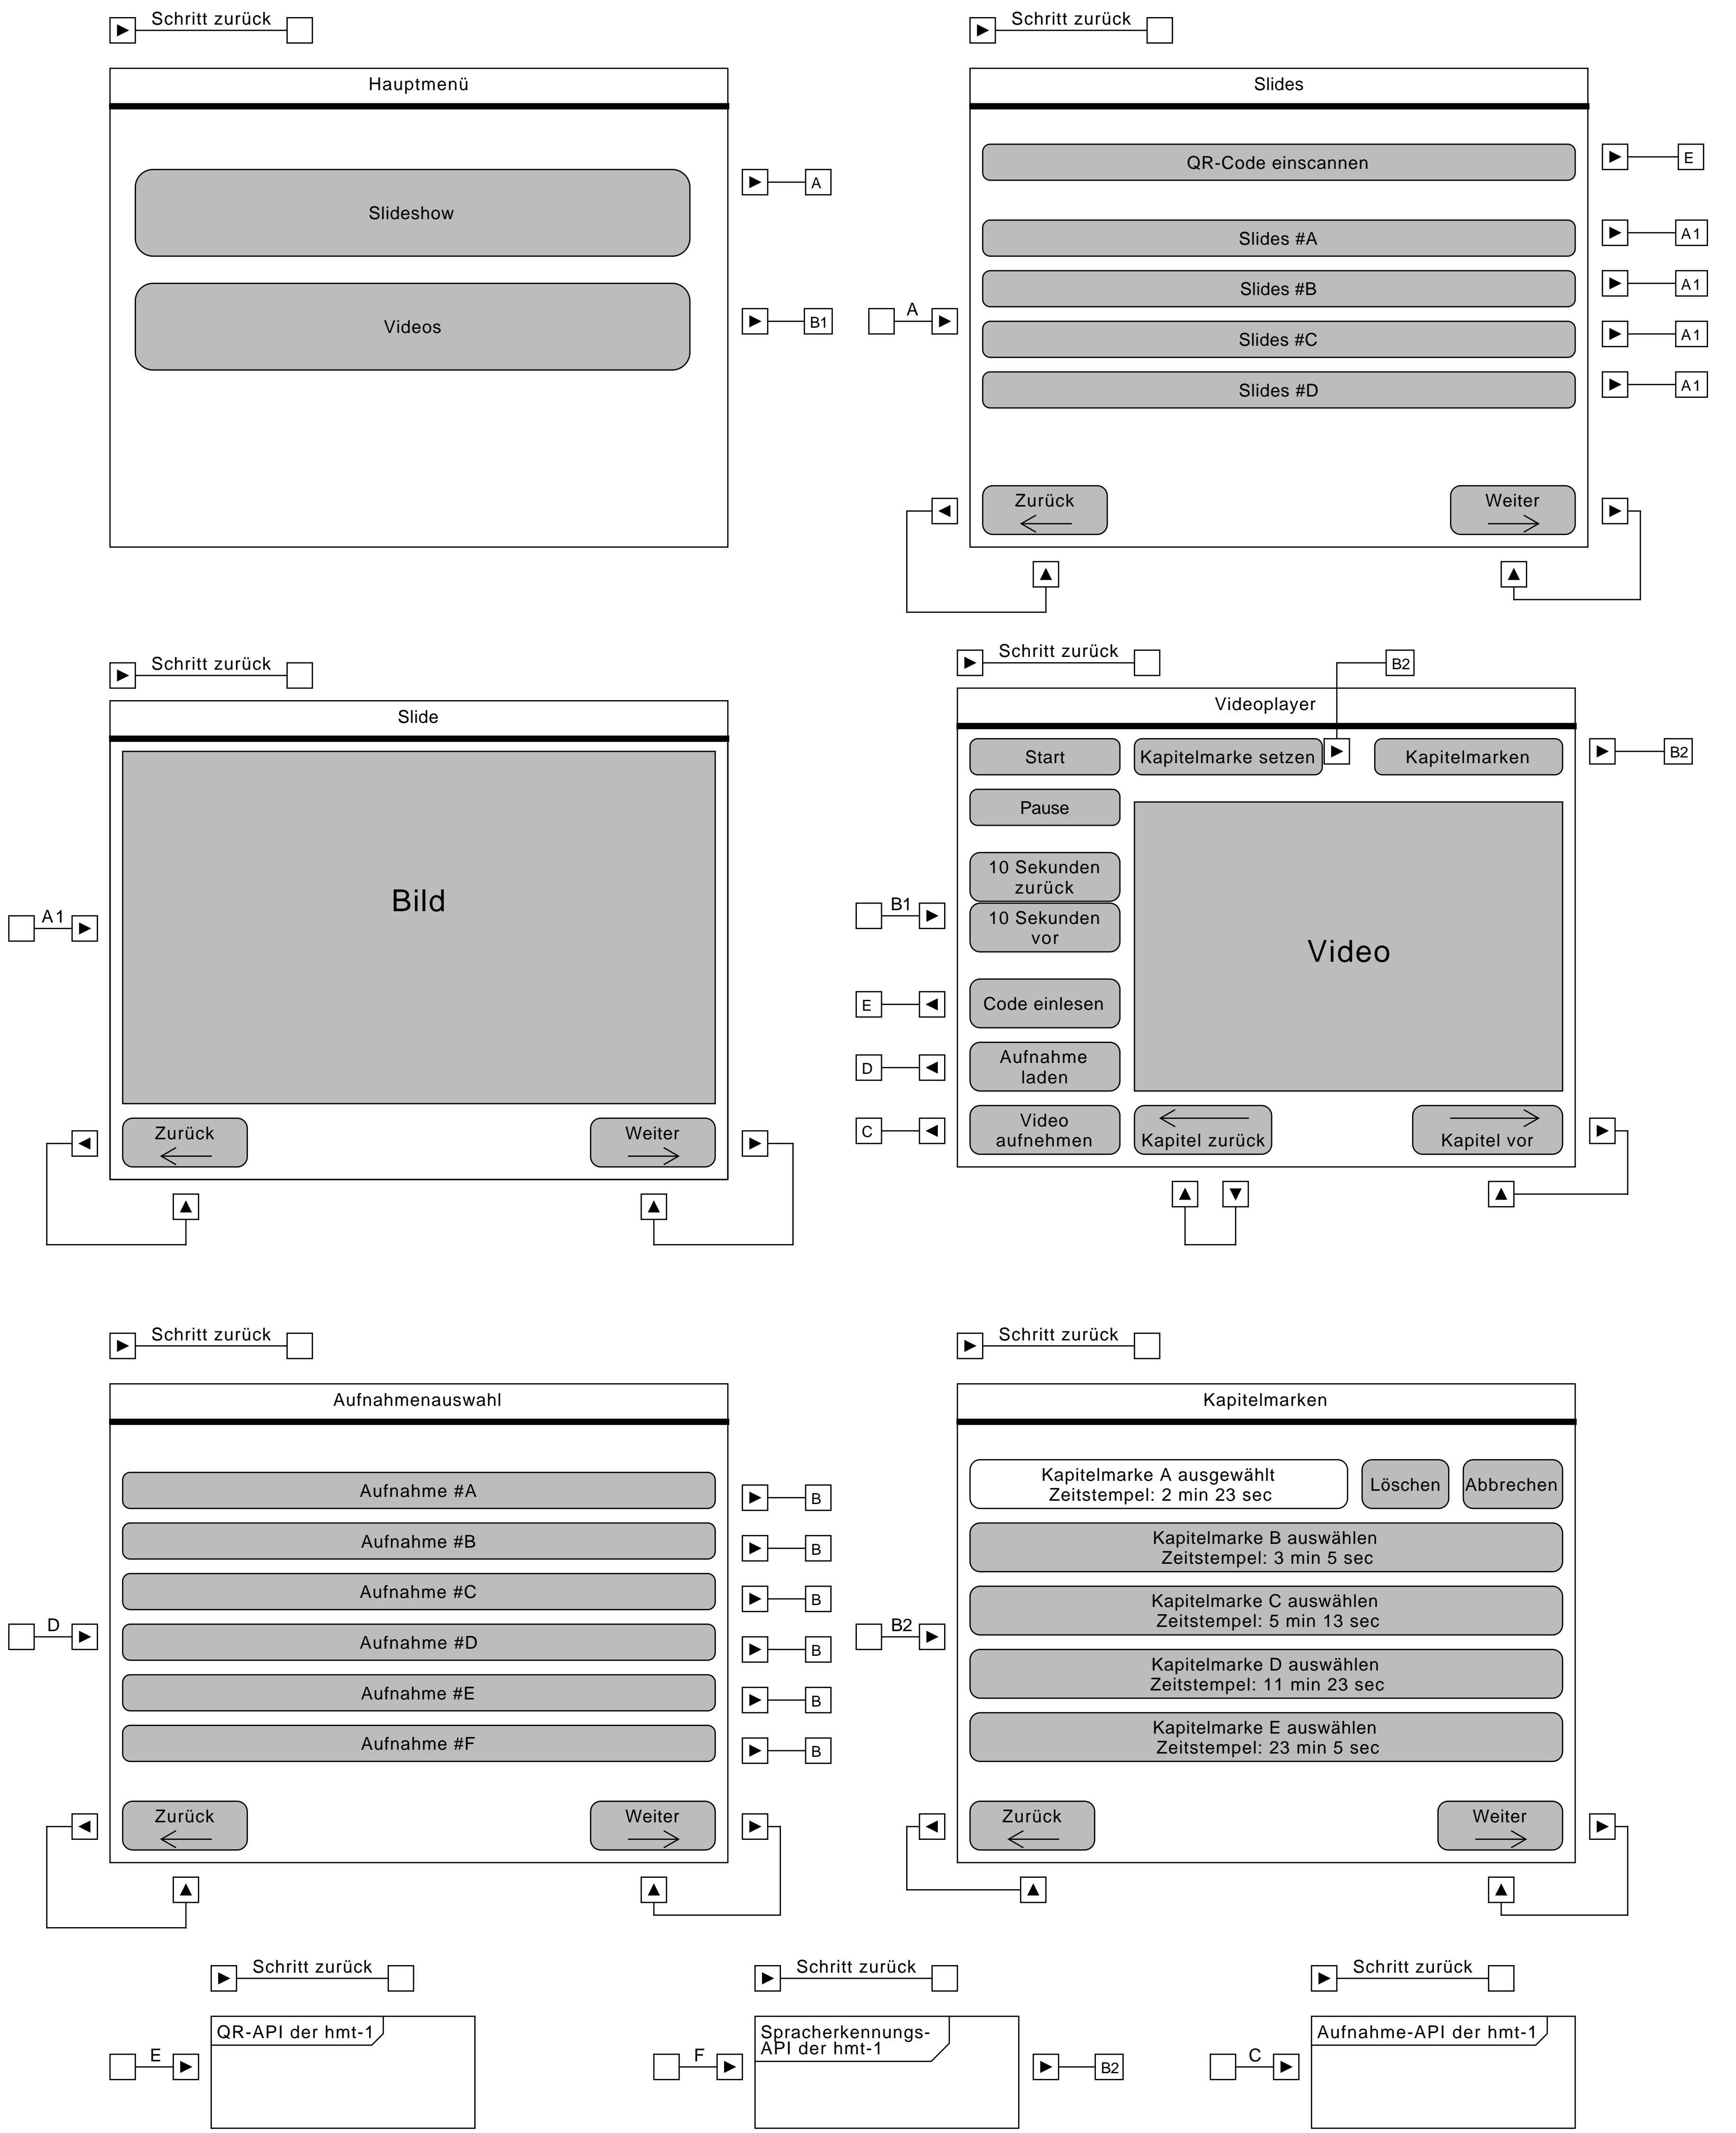 Schritt zurück
Hauptmenü
Slideshow
A
Videos
B1
Schritt zurück
Slides
QR-Code einscannen
E
Slides #A
A1
Slides #B
A1
A
Slides #C
A1
Slides #D
A1
Zurück
Weiter
Schritt zurück
Slide
Bild
A1
Zurück
Weiter
Schritt zurück
B2
Videoplayer
Start
Kapitelmarke setzen
Kapitelmarken
B2
Pause
10 Sekunden
zurück
B1
10 Sekunden
vor
Video
E
Code einlesen
D
Aufnahme
laden
C
Video
aufnehmen
Kapitel zurück
Kapitel vor
Schritt zurück
Aufnahmenauswahl
Aufnahme #A
B
Aufnahme #B
B
Aufnahme #C
B
D
Aufnahme #D
B
Aufnahme #E
B
Aufnahme #F
B
Zurück
Weiter
Schritt zurück
Kapitelmarken
Kapitelmarke A ausgewählt
Zeitstempel: 2 min 23 sec
Löschen
Abbrechen
Kapitelmarke B auswählen
Zeitstempel: 3 min 5 sec
Kapitelmarke C auswählen
Zeitstempel: 5 min 13 sec
B2
Kapitelmarke D auswählen
Zeitstempel: 11 min 23 sec
Kapitelmarke E auswählen
Zeitstempel: 23 min 5 sec
Zurück
Weiter
Schritt zurück
QR-API der hmt-1
E
Schritt zurück
Spracherkennungs-
API der hmt-1
F
B2
Schritt zurück
Aufnahme-API der hmt-1
C